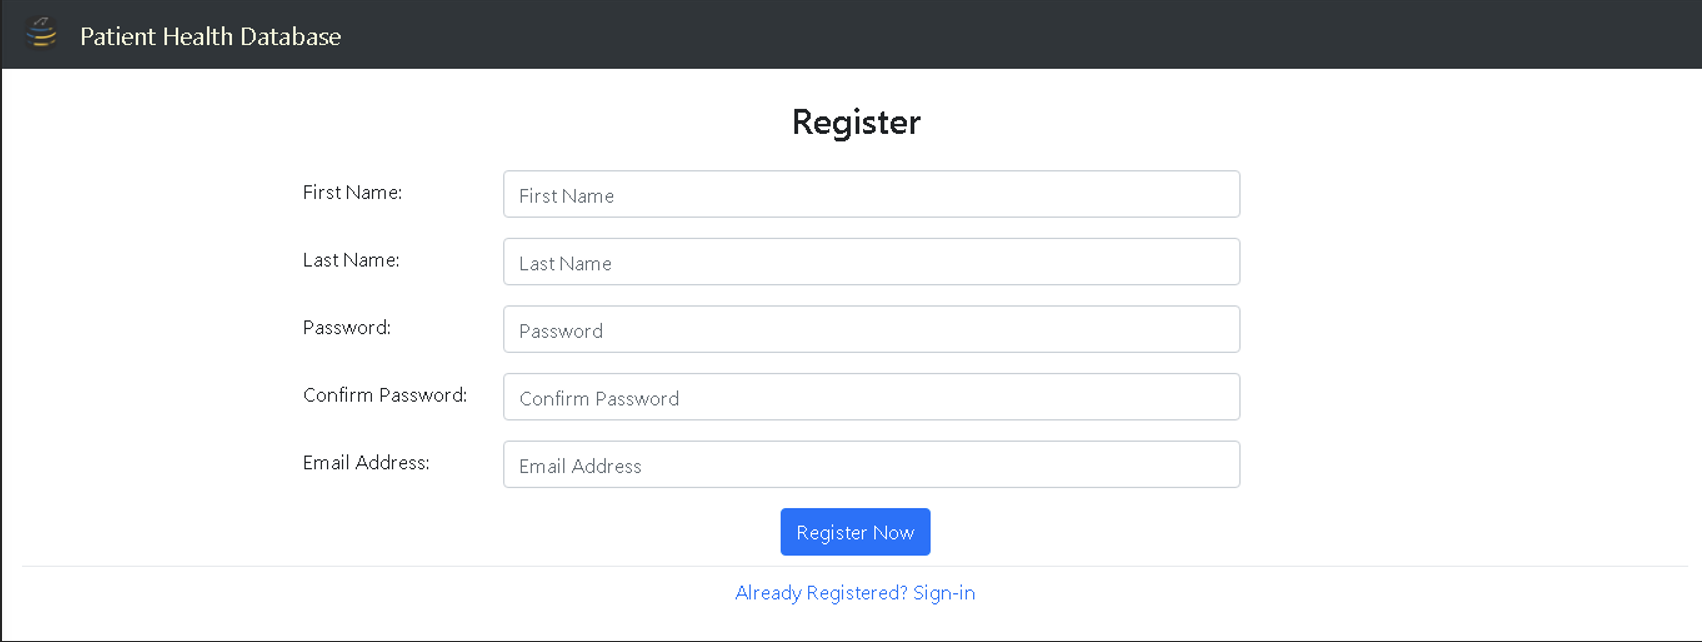 Patient Health Database
Register
First Name:
First Name
Last Name:
Last Name
Password:
Password
Confirm Password:
Confirm Password
Email Address:
Email Address
Register Now
Already Registered? Sign-in